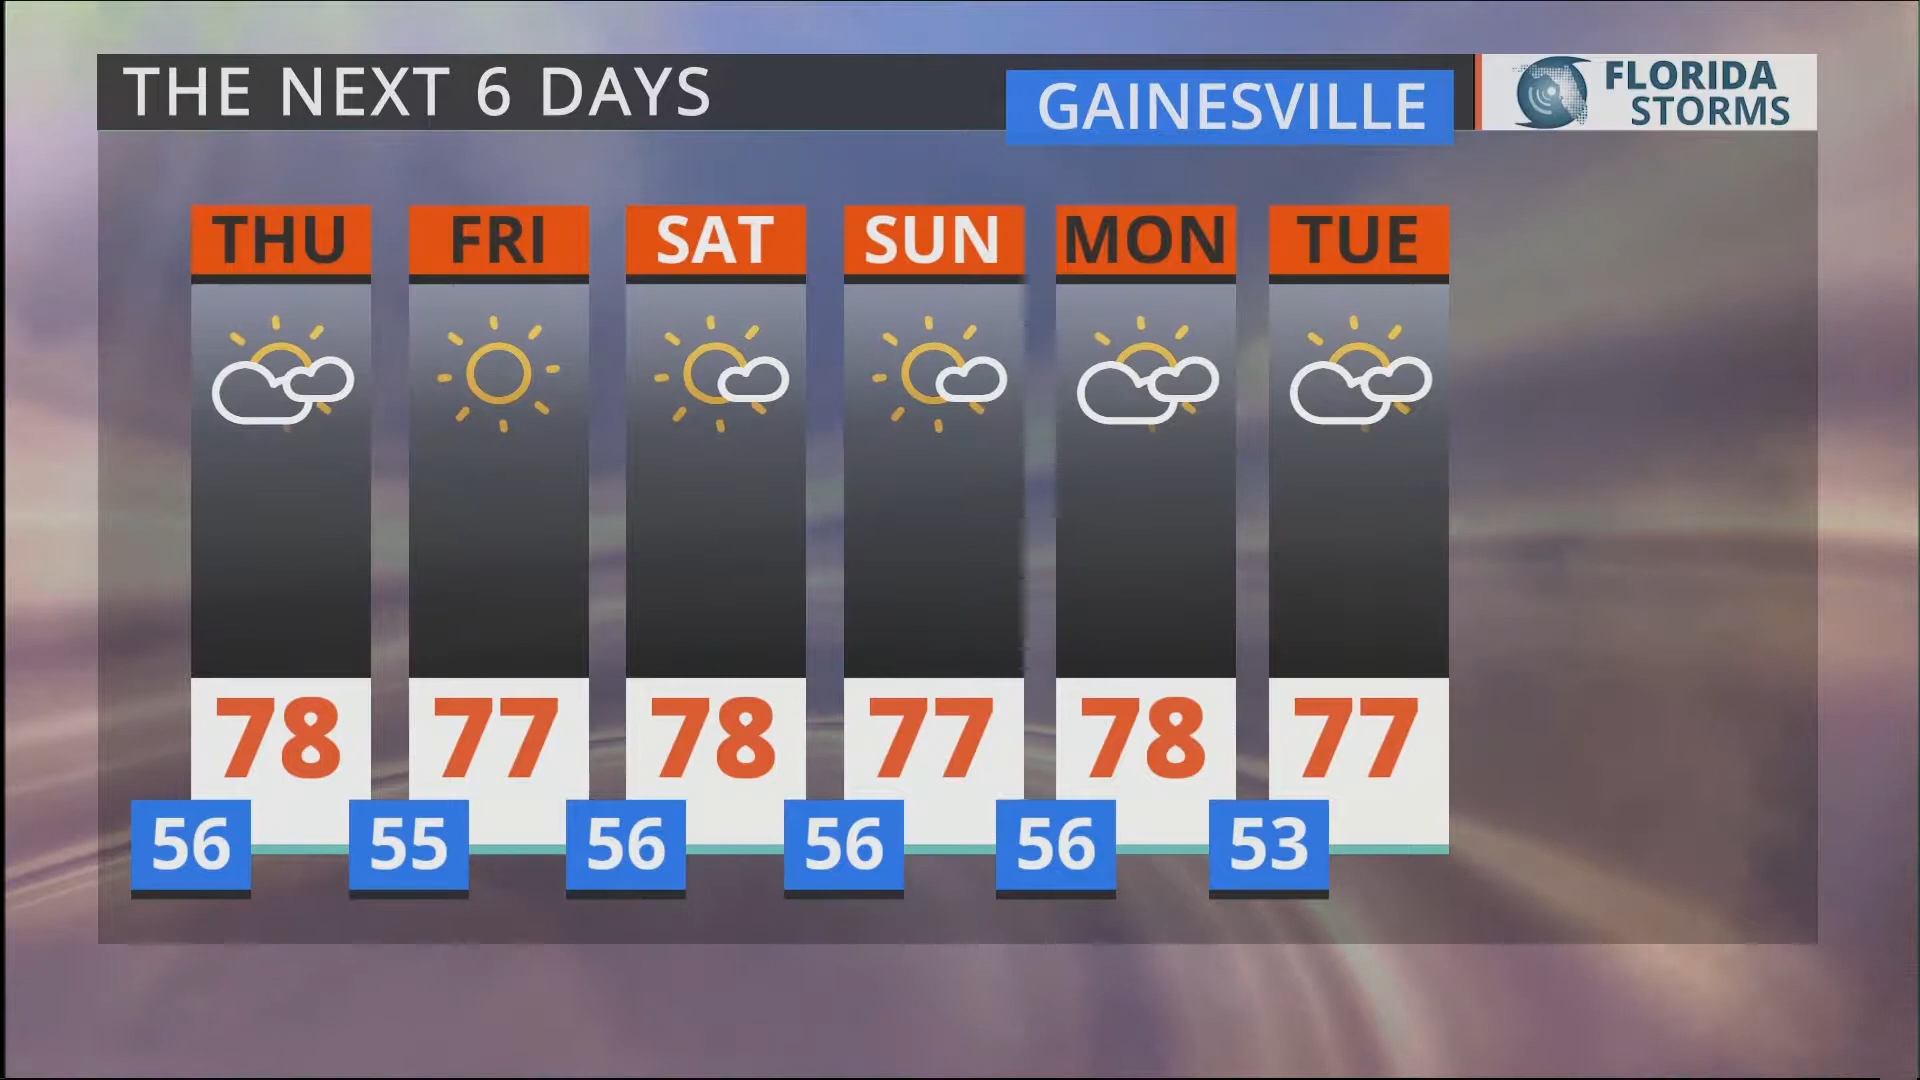 THE NEXT 6 DAYS
GAINESVILLE
FLORIDA
STORMS
THU FRI SAT SUN MON TUE
78 77 78 77 78 77
56 55 56 56 56 53